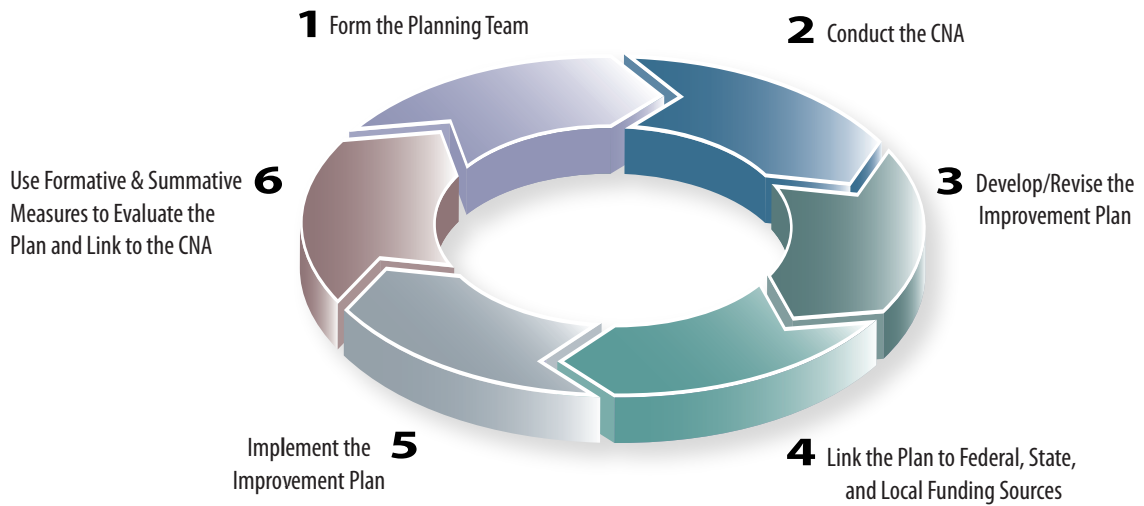 1 Form the Planning Team
2 Conduct the CNA
3 Develop/Revise the
Improvement Plan
4 Link the Plan to Federal, State,
and Local Funding Sources
5 Implement the
Improvement Plan
6 Use Formative & Summative
Measures to Evaluate the
Plan and Link to the CNA